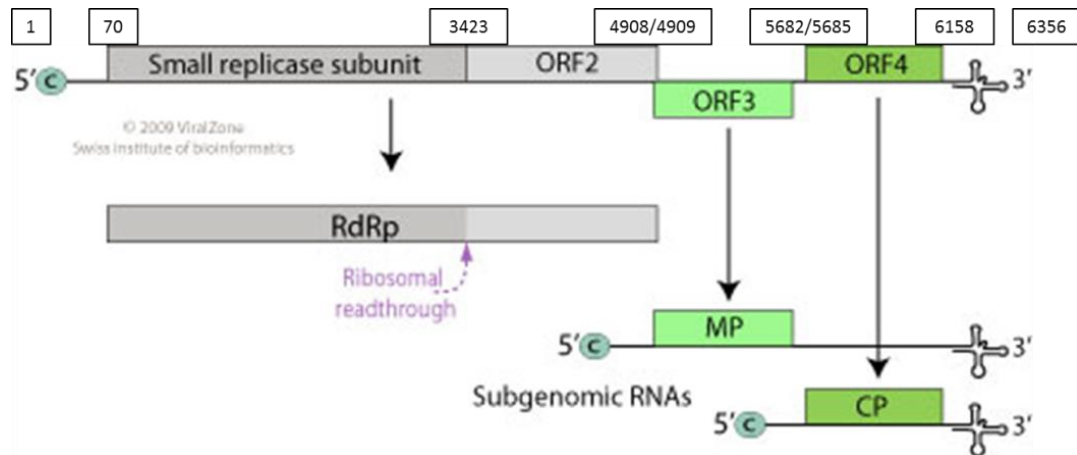 1 70 3423 4908/4909 5682/5685 6158 6356
5′ C Small replicase subunit ORF2 ORF3 ORF4 3′
© 2009 ViralZone
Swiss institute of bioinformatics
RdRp
Ribosomal
readthrough
5′ C MP 3′
Subgenomic RNAs
5′ C CP 3′